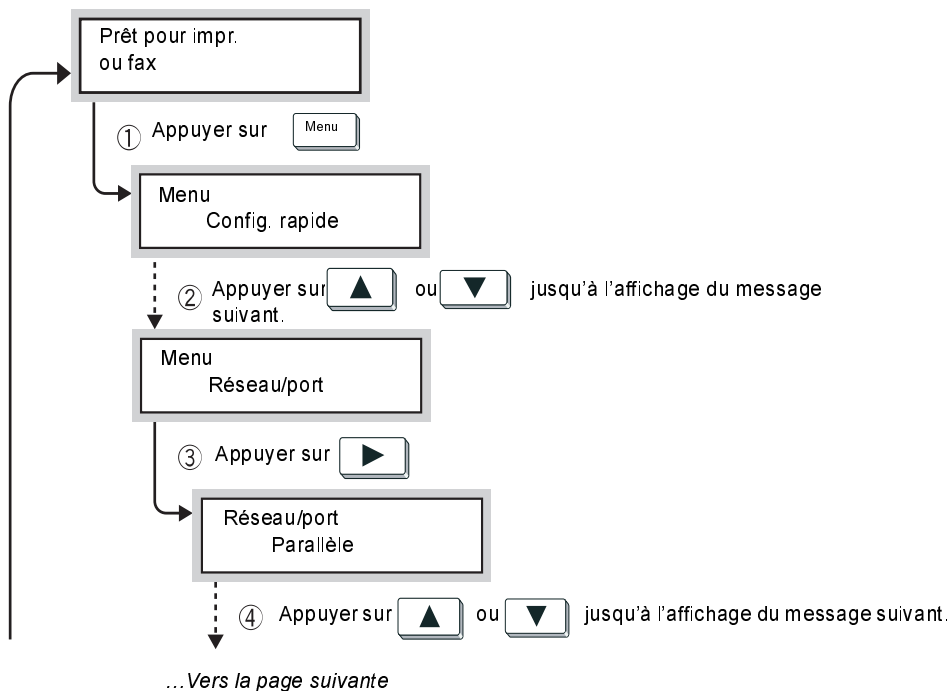 Prêt pour impr.
ou fax
① Appuyer sur Menu
Menu
Config. rapide
② Appuyer sur ▲ ou ▼ jusqu'à l'affichage du message
suivant.
Menu
Réseau/port
③ Appuyer sur ▶
Réseau/port
Parallèle
④ Appuyer sur ▲ ou ▼ jusqu'à l'affichage du message suivant.
...Vers la page suivante